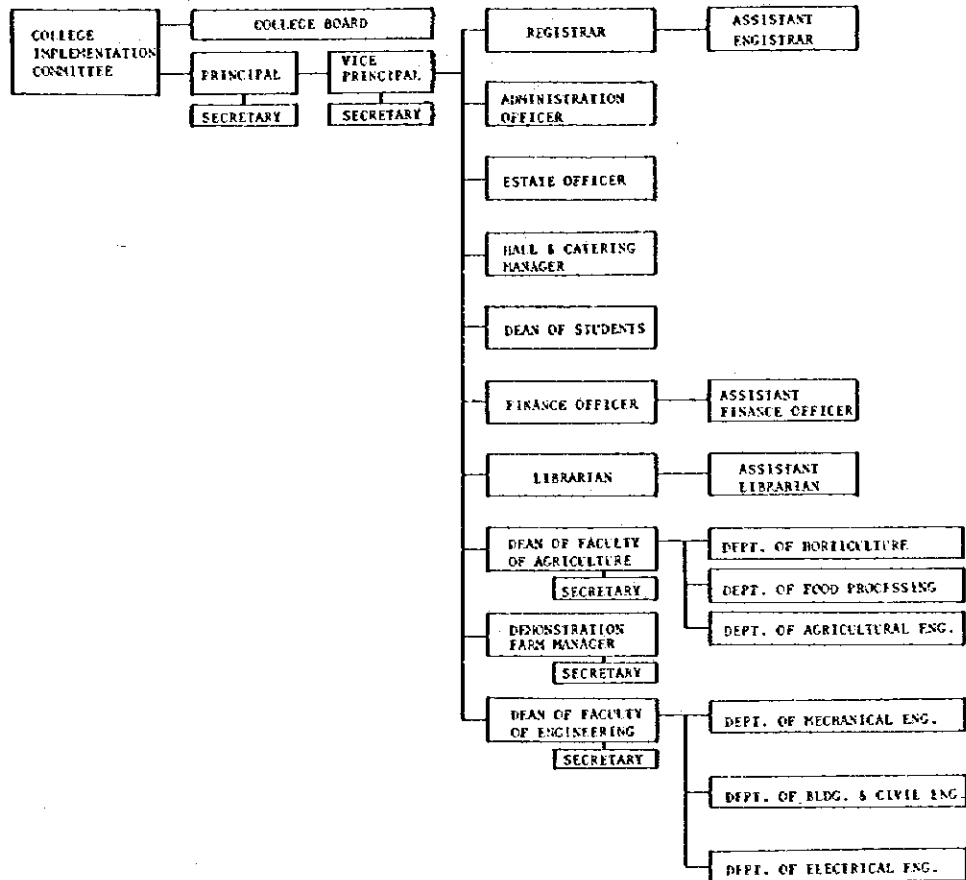 COLLEGE
IMPLEMENTATION
COMMITTEE
COLLEGE BOARD
PRINCIPAL
SECRETARY
VICE
PRINCIPAL
SECRETARY
REGISTRAR
ASSISTANT
ENGISTRAR
ADMINISTRATION
OFFICER
ESTATE OFFICER
HALL & CATERING
MANAGER
DEAN OF STUDENTS
FINANCE OFFICER
ASSISTANT
FINANCE OFFICER
LIBRARIAN
ASSISTANT
LIBRARIAN
DEAN OF FACULTY
OF AGRICULTURE
SECRETARY
DEPT. OF HORTICULTURE
DEPT. OF FOOD PROCESSING
DEPT. OF AGRICULTURAL ENG.
DEMONSTRATION
FARM MANAGER
SECRETARY
DEAN OF FACULTY
OF ENGINEERING
SECRETARY
DEPT. OF MECHANICAL ENG.
DEPT. OF BLDG. & CIVIL ENG
DEPT. OF ELECTRICAL ENG.